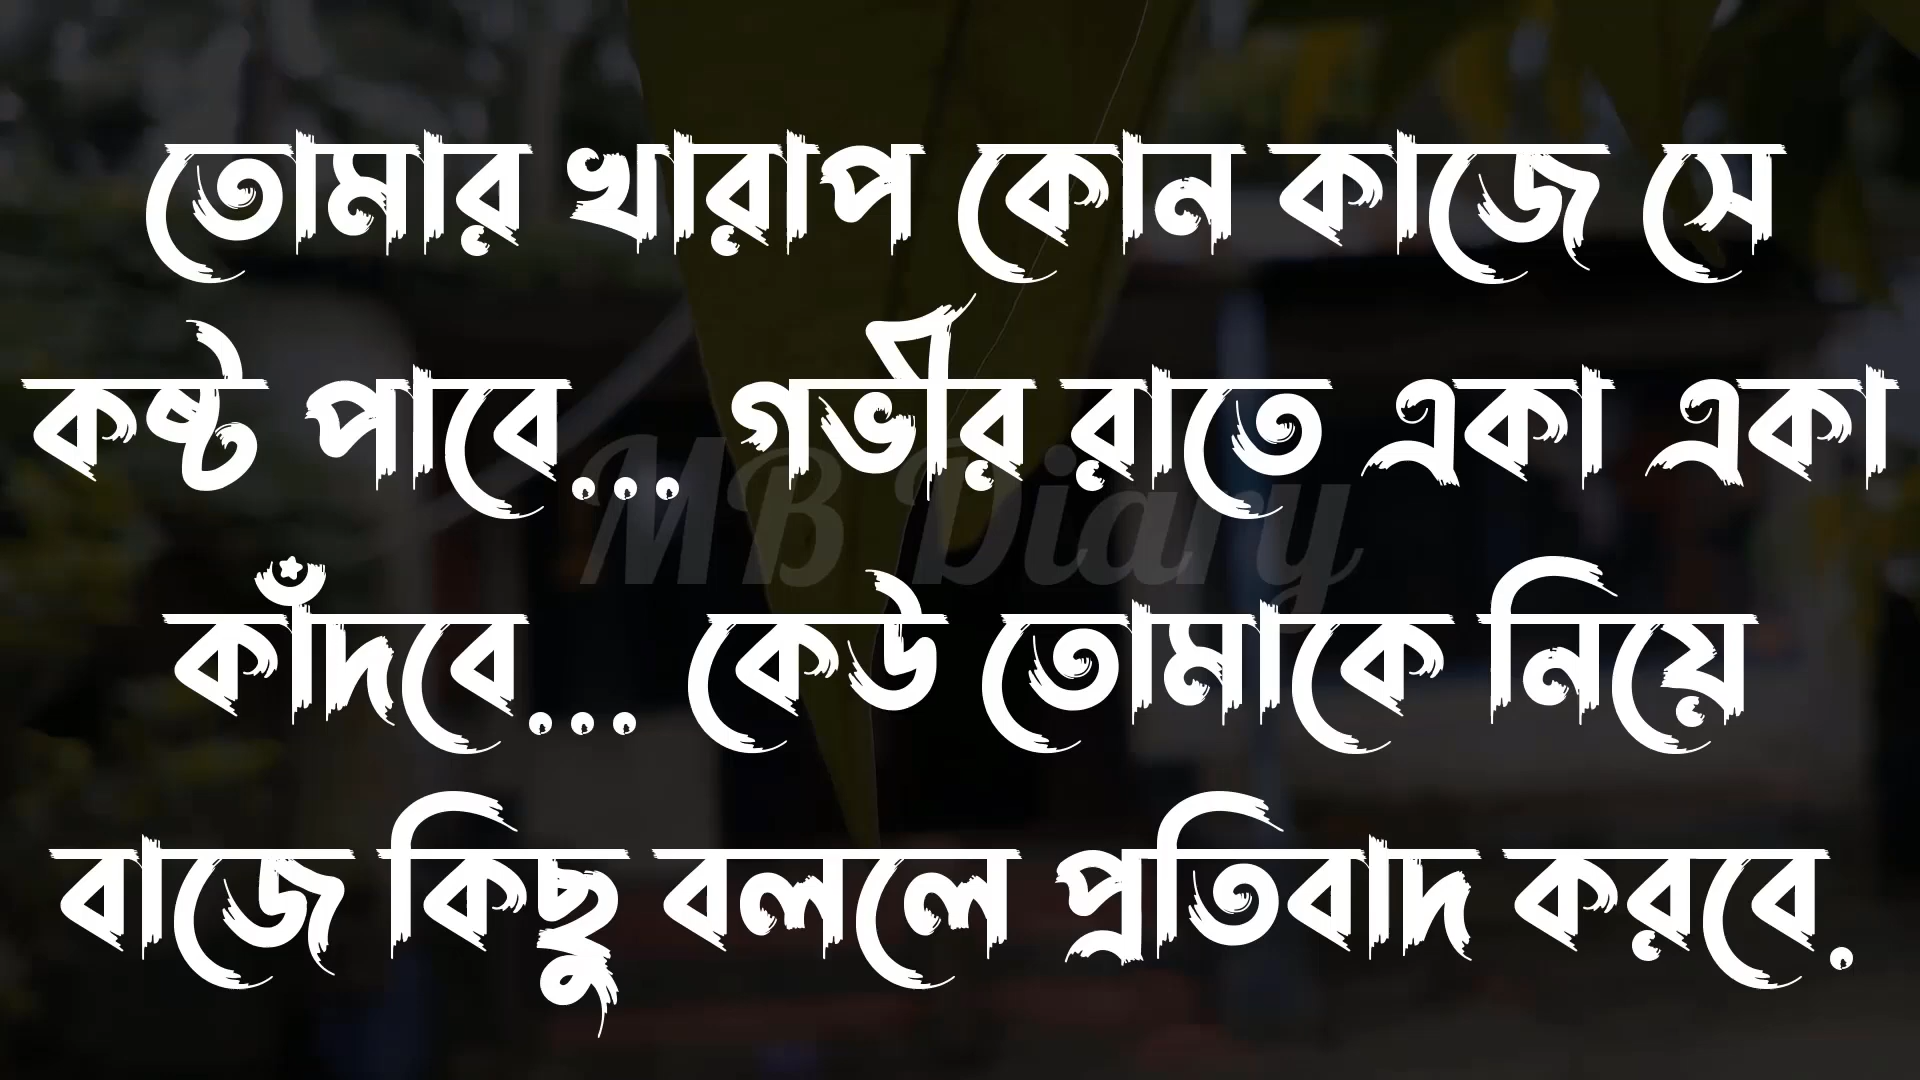 তোমার খারাপ কোন কাজে সে
কষ্ট পাবে... গভীর রাতে একা একা
MB Diary
কাঁদবে... কেউ তোমাকে নিয়ে
বাজে কিছু বললে প্রতিবাদ করবে.